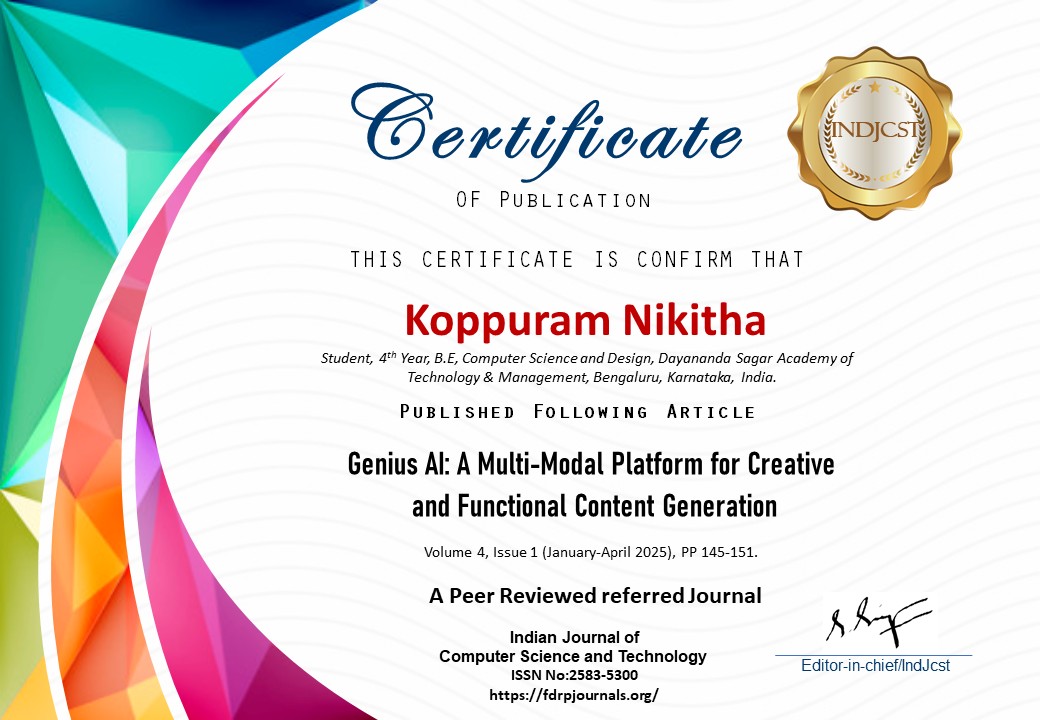 Certificate
OF PUBLICATION
INDJCST
THIS CERTIFICATE IS CONFIRM THAT
Koppuram Nikitha
Student, 4th Year, B.E, Computer Science and Design, Dayananda Sagar Academy of
Technology & Management, Bengaluru, Karnataka, India.
PUBLISHED FOLLOWING ARTICLE
Genius AI: A Multi-Modal Platform for Creative
and Functional Content Generation
Volume 4, Issue 1 (January-April 2025), PP 145-151.
A Peer Reviewed referred Journal
Indian Journal of
Computer Science and Technology
ISSN No:2583-5300
https://fdrpjournals.org/
Editor-in-chief/IndJcst